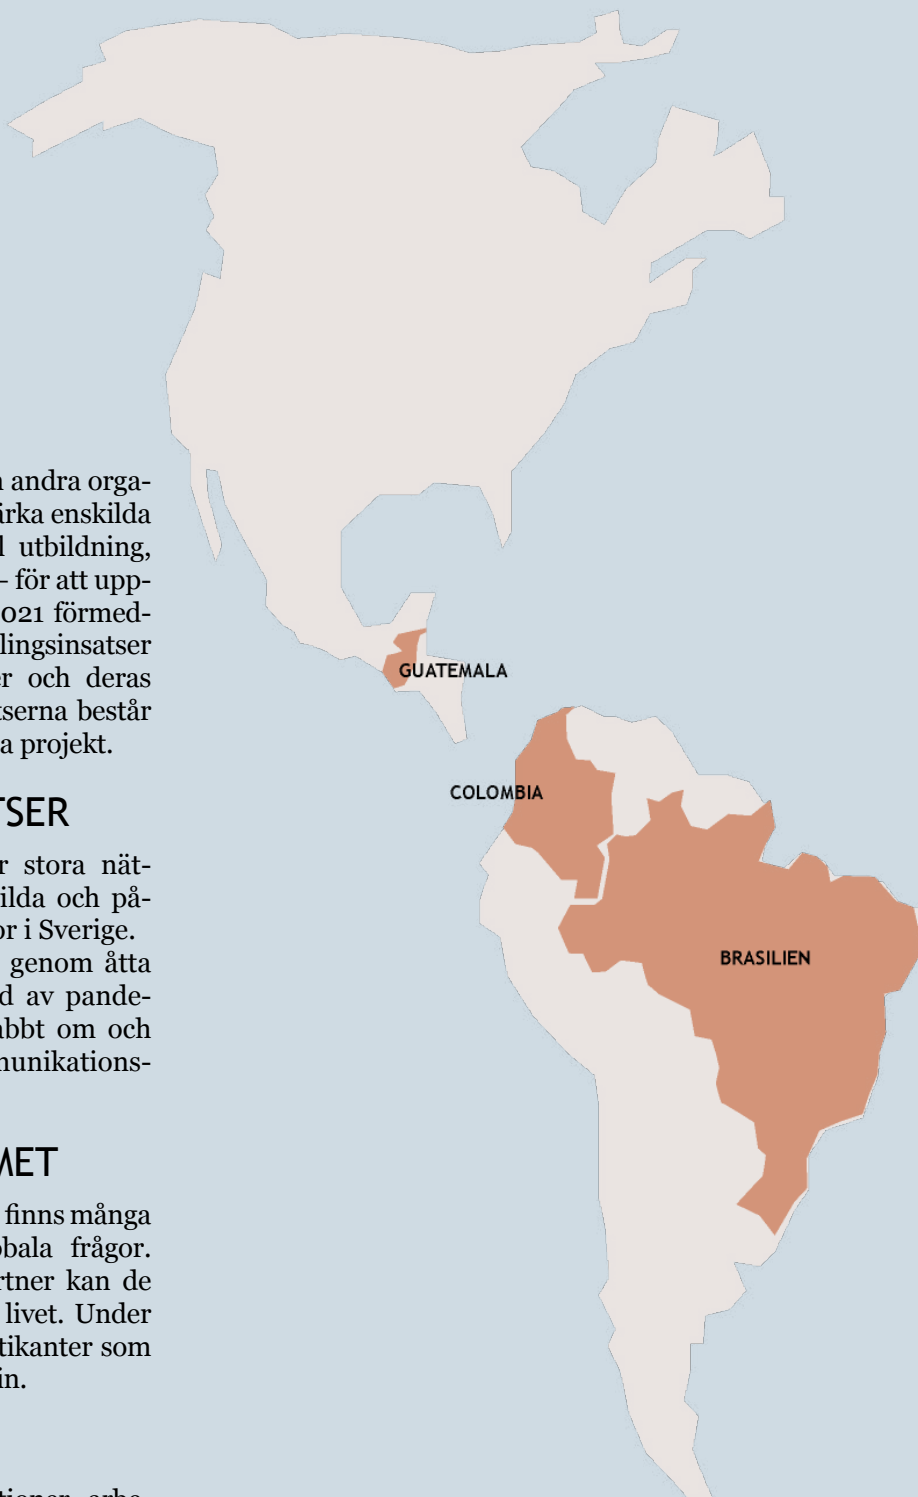 andra orga-
ärka enskilda
utbildning,
– för att upp-
021 förmed-
lingsinsatser
er och deras
tserna består
a projekt.
TSER
r stora nät-
ilda och på-
or i Sverige.
genom åtta
d av pande-
abbt om och
munikations-
MET
finns många
obala frågor.
rtner kan de
livet. Under
tikanter som
in.
GUATEMALA
COLOMBIA
BRASILIEN